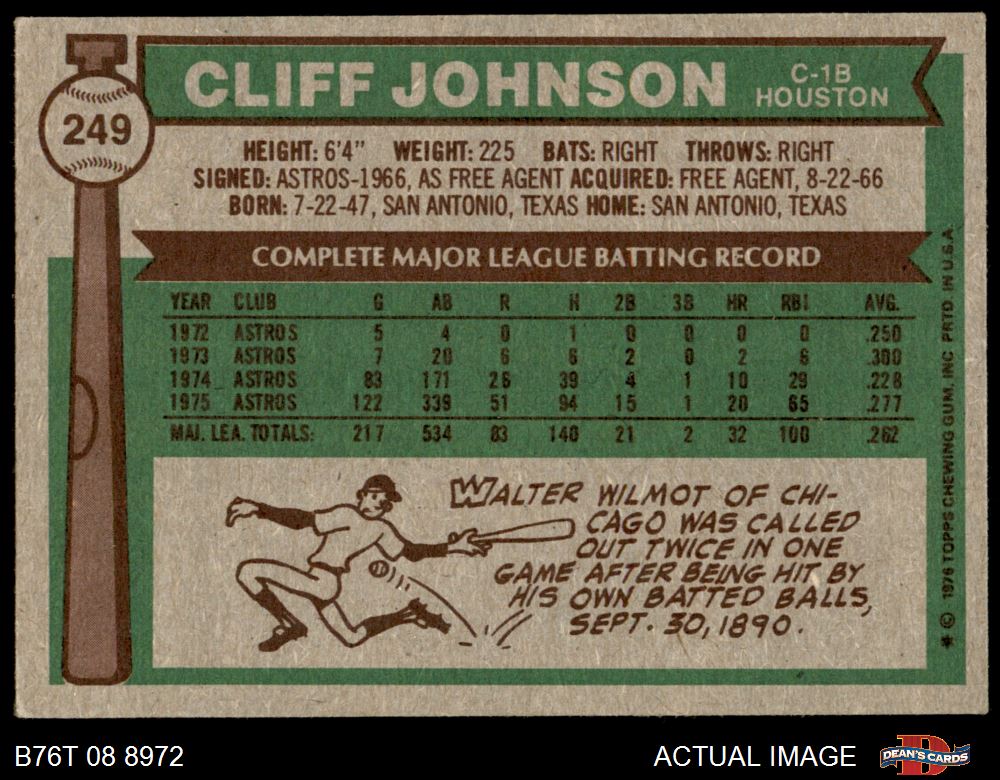 249
CLIFF JOHNSON
C-1B
HOUSTON
HEIGHT: 6'4" WEIGHT: 225 BATS: RIGHT THROWS: RIGHT
SIGNED: ASTROS-1966, AS FREE AGENT ACQUIRED: FREE AGENT, 8-22-66
BORN: 7-22-47, SAN ANTONIO, TEXAS HOME: SAN ANTONIO, TEXAS
COMPLETE MAJOR LEAGUE BATTING RECORD
YEAR CLUB G AB R H 2B 3B HR RBI AVG.
1972 ASTROS 5 4 0 1 0 0 0 0 .250
1973 ASTROS 7 20 6 6 2 0 2 6 .300
1974 ASTROS 83 171 26 39 4 1 10 29 .228
1975 ASTROS 122 339 51 94 15 1 20 65 .277
MAJ. LEA. TOTALS: 217 534 83 140 21 2 32 100 .262
WALTER WILMOT OF CHI-
CAGO WAS CALLED
OUT TWICE IN ONE
GAME AFTER BEING HIT BY
HIS OWN BATTED BALLS,
SEPT. 30, 1890.
* © 1976 TOPPS CHEWING GUM, INC PRTD. IN U.S.A.
B76T 08 8972
ACTUAL IMAGE
DEAN'S CARDS